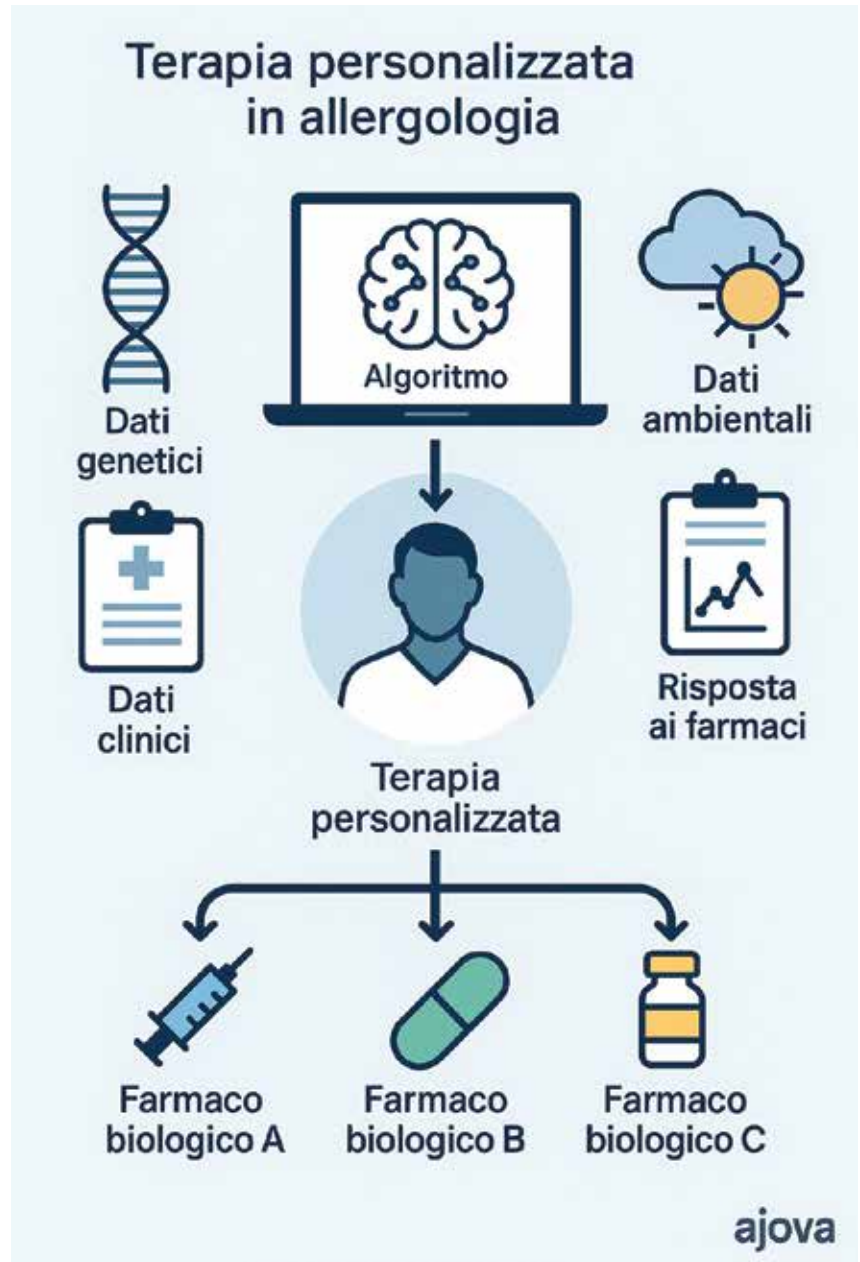 Terapia personalizzata
in allergologia
Algoritmo
Dati
genetici
Dati
ambientali
Dati
clinici
Risposta
ai farmaci
Terapia
personalizzata
Farmaco
biologico A
Farmaco
biologico B
Farmaco
biologico C
ajova